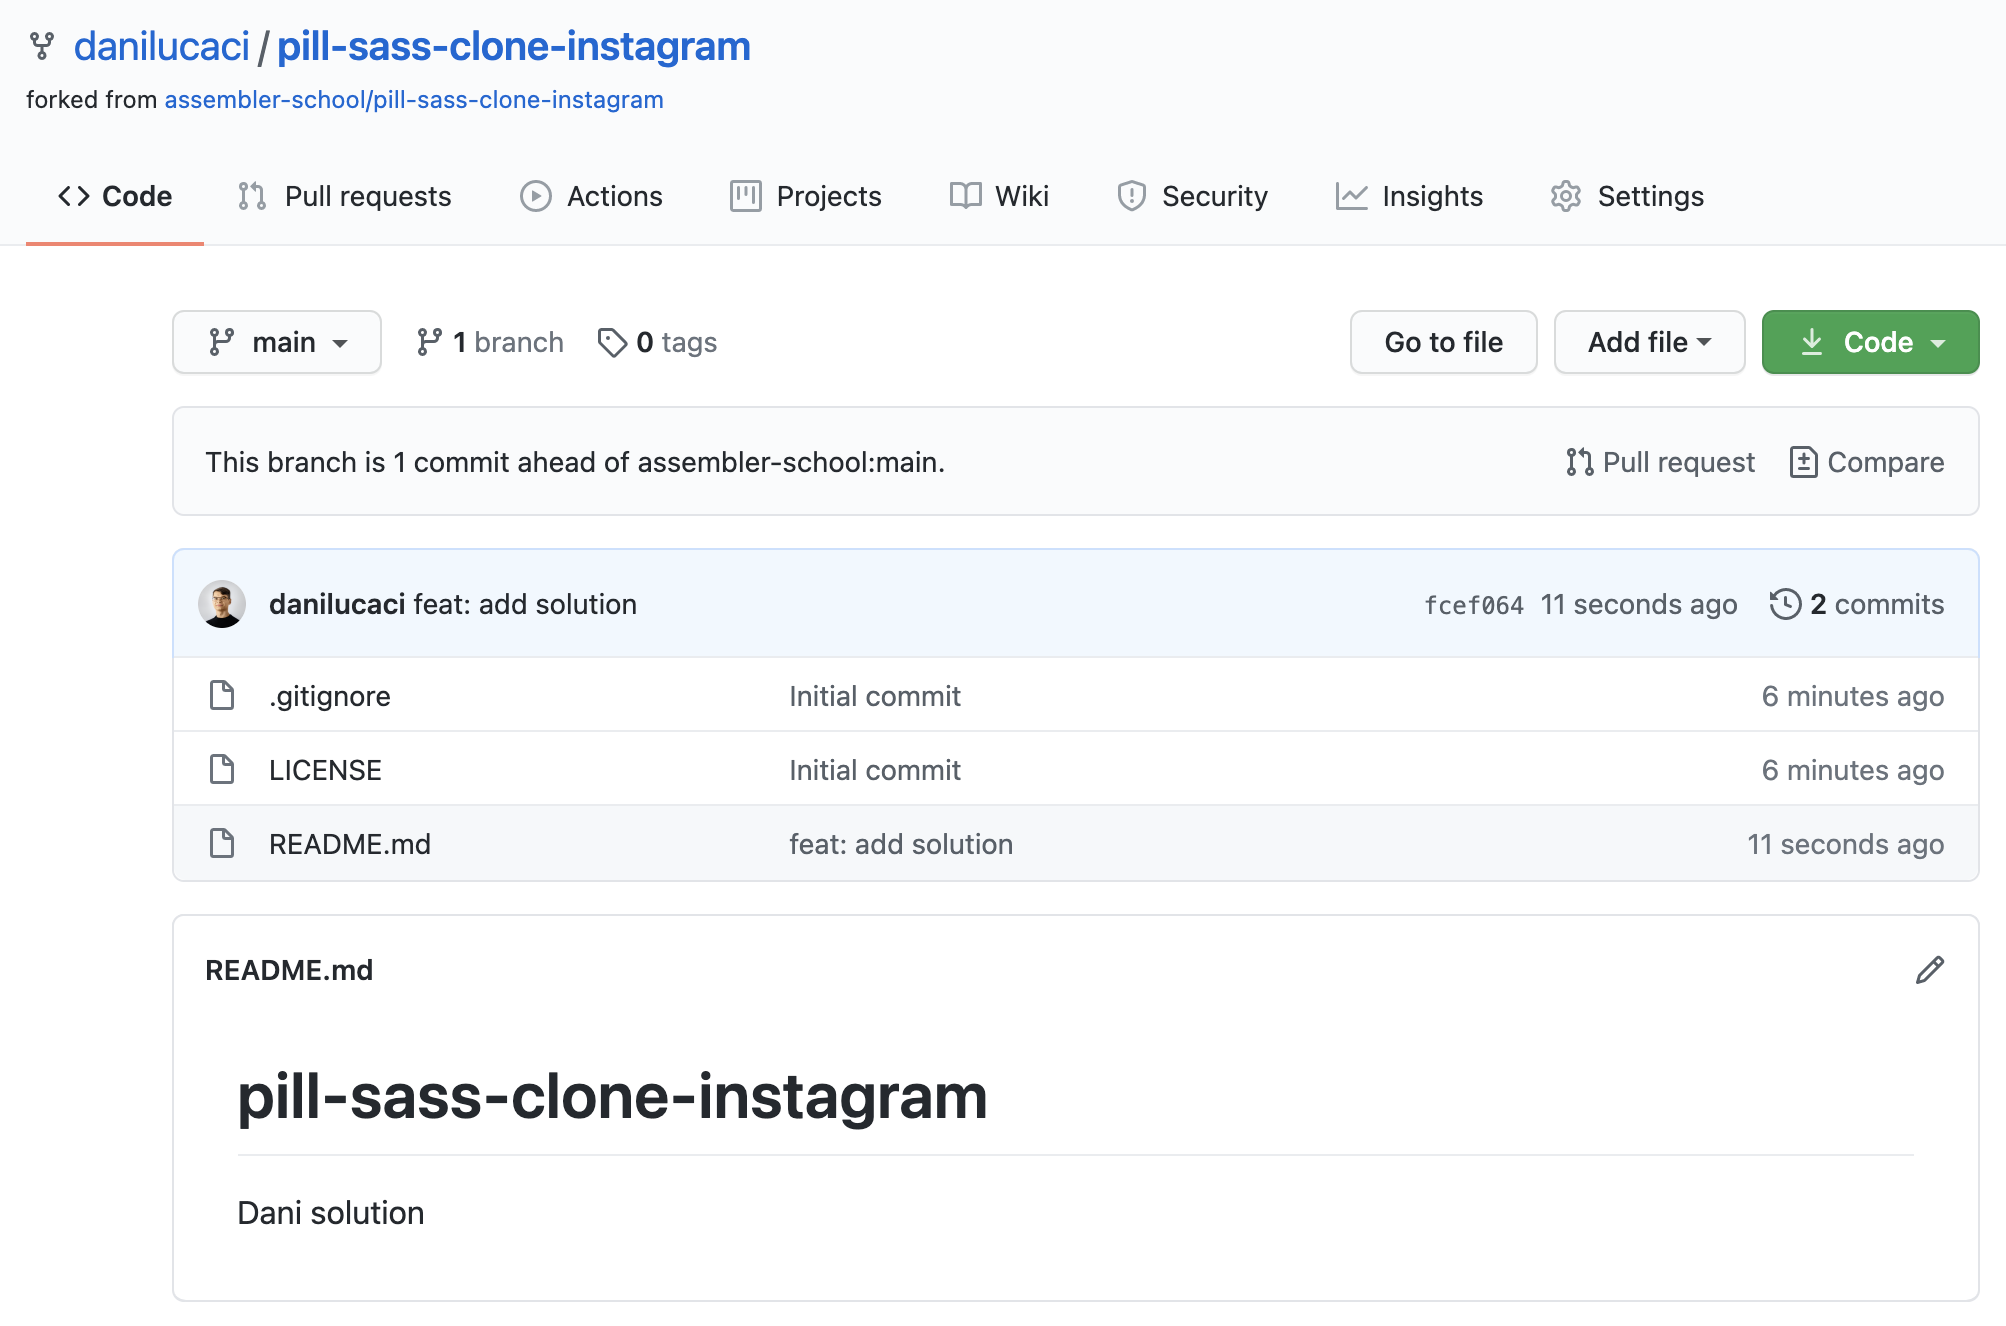 danilucaci / pill-sass-clone-instagram
forked from assembler-school/pill-sass-clone-instagram
Code Pull requests Actions Projects Wiki Security Insights Settings
main 1 branch 0 tags Go to file Add file Code
This branch is 1 commit ahead of assembler-school:main. Pull request Compare
danilucaci feat: add solution fcef064 11 seconds ago 2 commits
.gitignore Initial commit 6 minutes ago
LICENSE Initial commit 6 minutes ago
README.md feat: add solution 11 seconds ago
README.md
pill-sass-clone-instagram
Dani solution